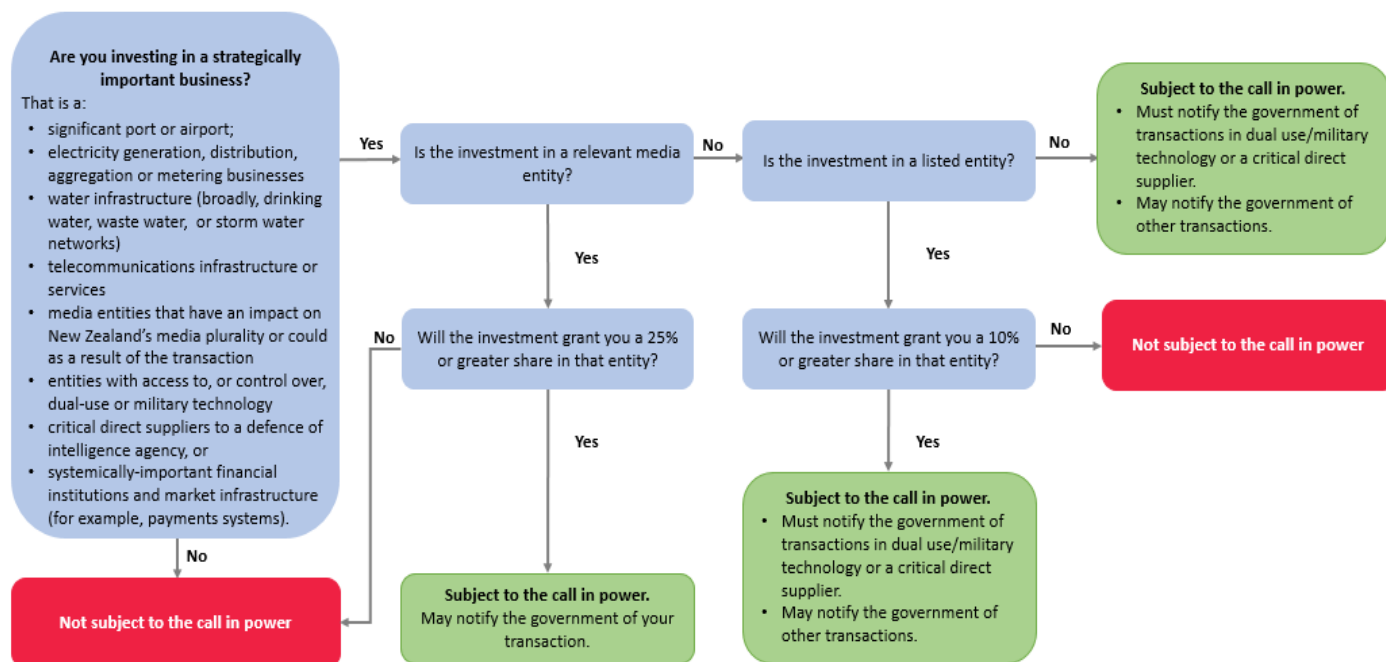 Are you investing in a strategically
important business?
That is a:
• significant port or airport;
• electricity generation, distribution,
aggregation or metering businesses
• water infrastructure (broadly, drinking
water, waste water, or storm water
networks)
• telecommunications infrastructure or
services
• media entities that have an impact on
New Zealand's media plurality or could
as a result of the transaction
• entities with access to, or control over,
dual-use or military technology
• critical direct suppliers to a defence of
intelligence agency, or
• systemically-important financial
institutions and market infrastructure
(for example, payments systems).
No
Not subject to the call in power
Yes
Is the investment in a relevant media
entity?
Yes
Will the investment grant you a 25%
or greater share in that entity?
No
Yes
Subject to the call in power.
May notify the government of your
transaction.
No
Is the investment in a listed entity?
Yes
Will the investment grant you a 10%
or greater share in that entity?
Yes
Subject to the call in power.
• Must notify the government of
transactions in dual use/military
technology or a critical direct
supplier.
• May notify the government of
other transactions.
No
Subject to the call in power.
• Must notify the government of
transactions in dual use/military
technology or a critical direct
supplier.
• May notify the government of
other transactions.
No
Not subject to the call in power